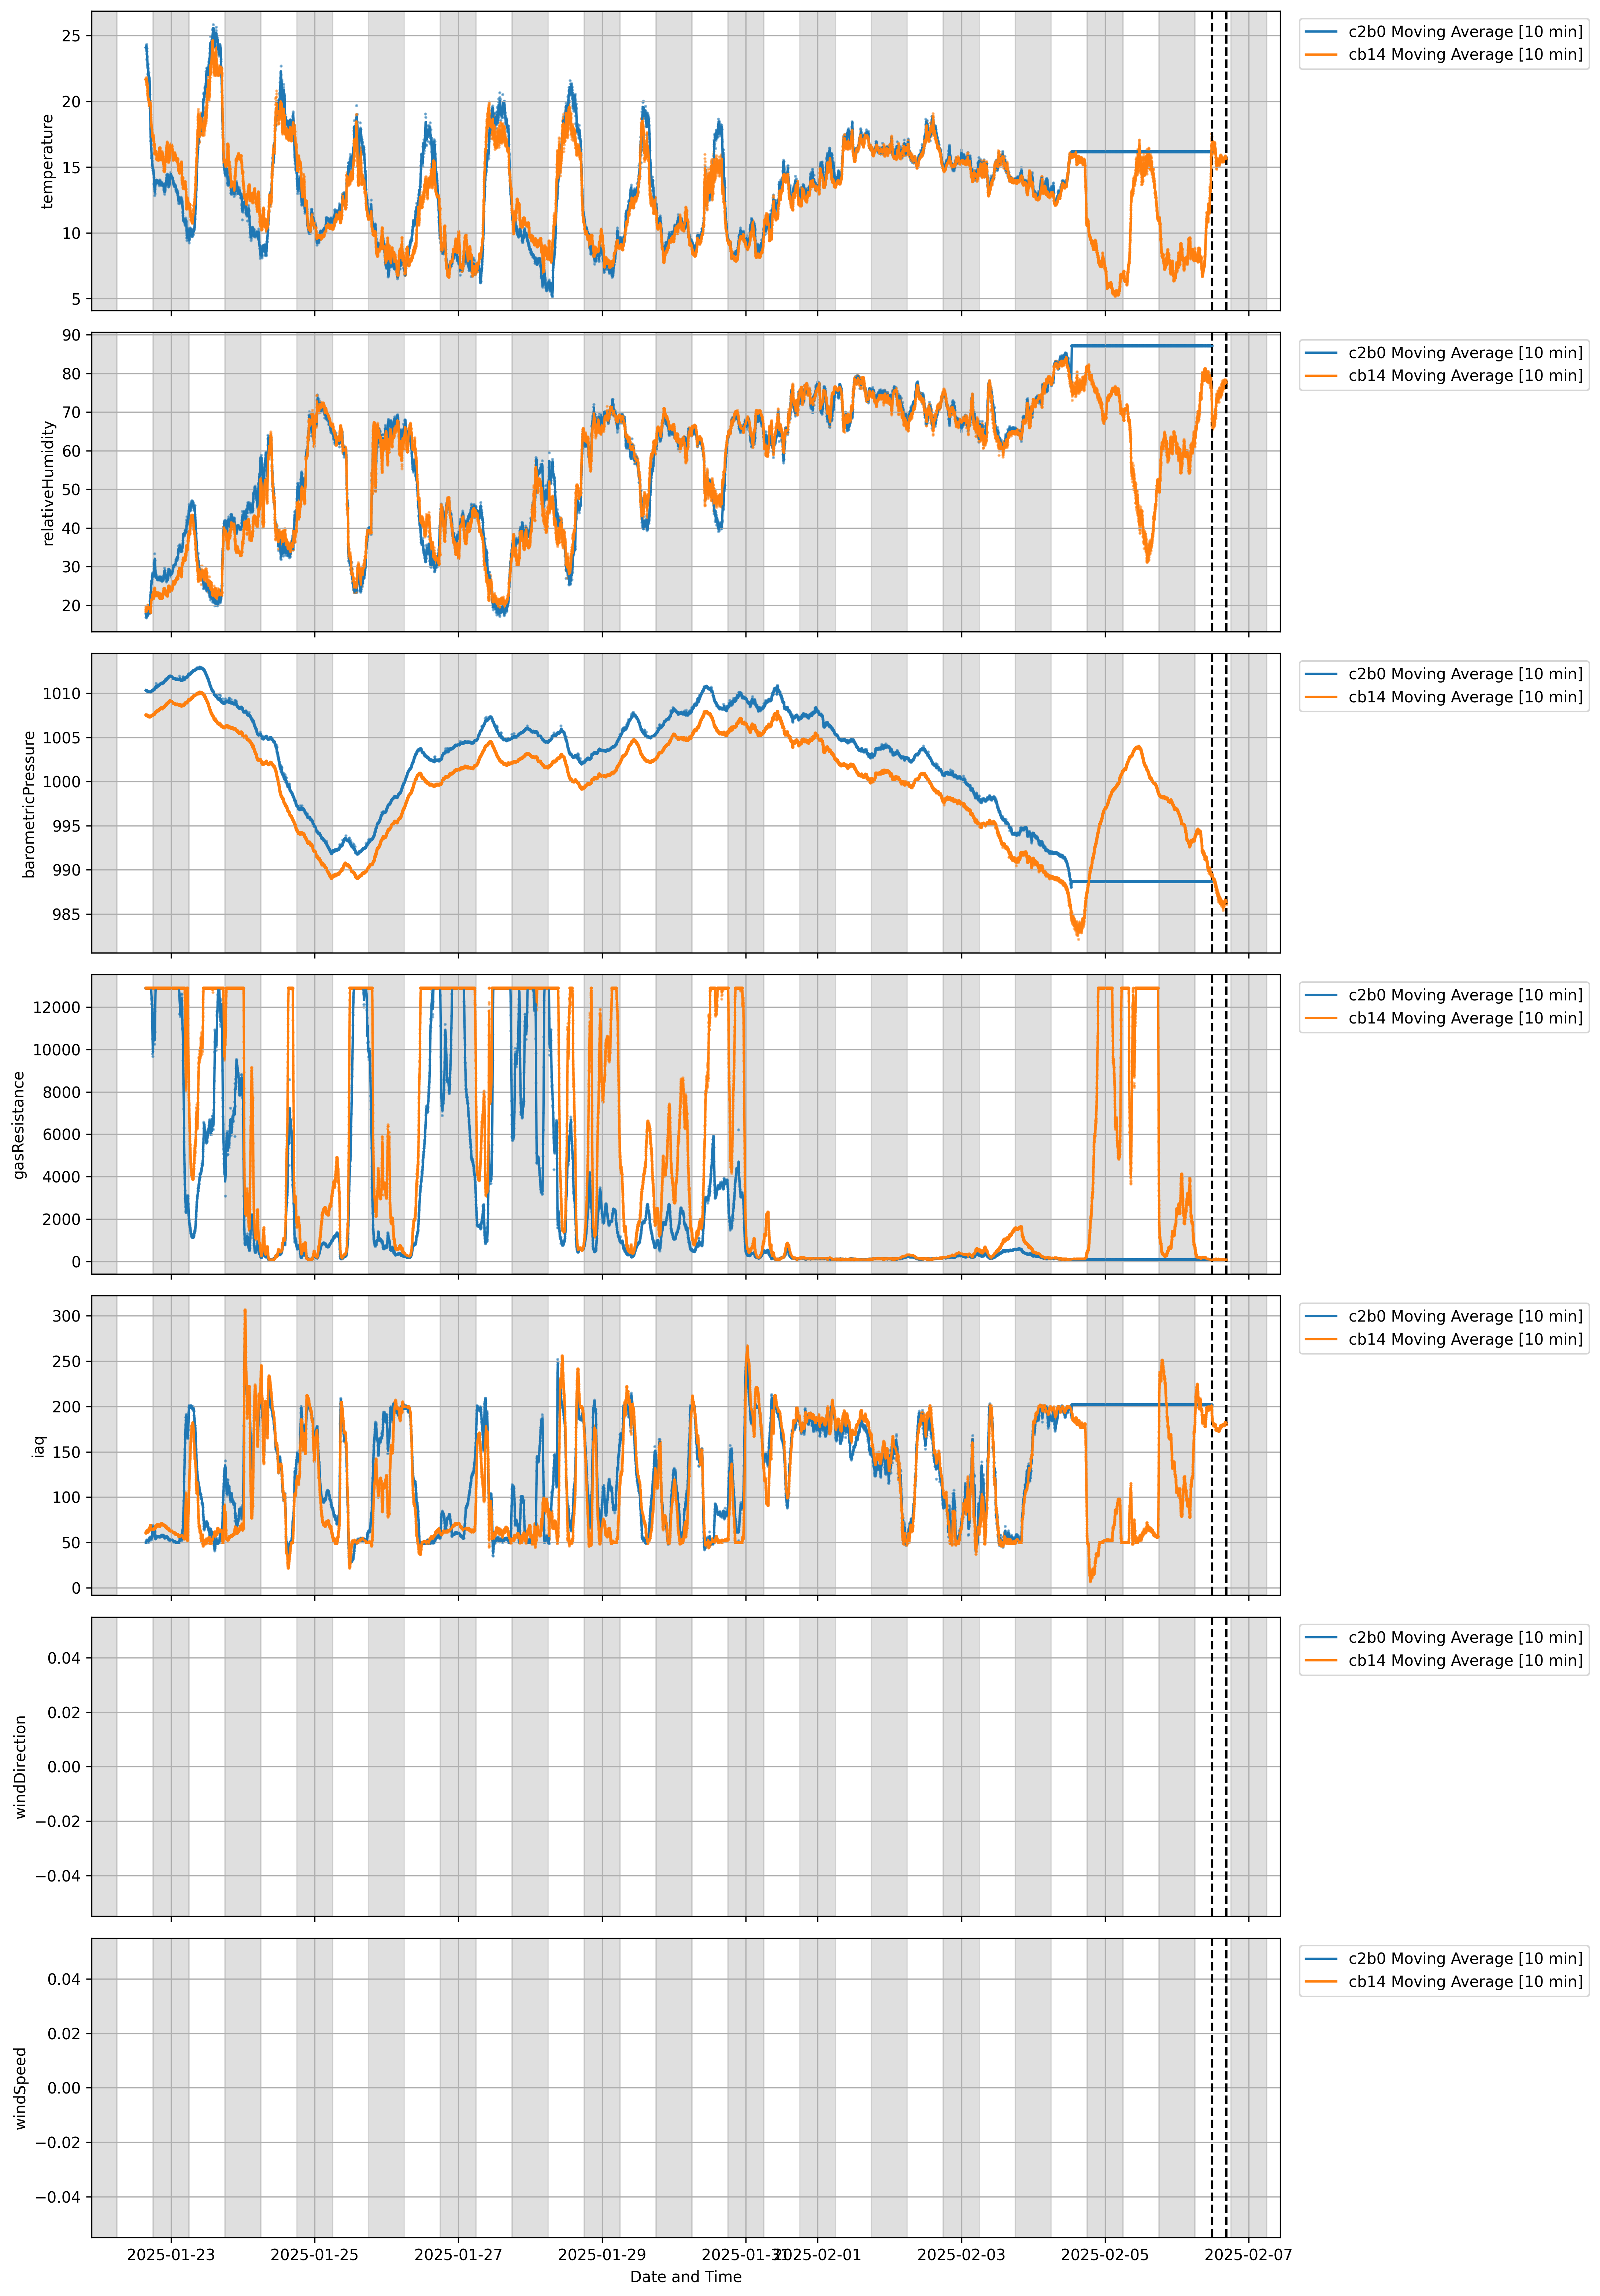 25
20
15
10
5
temperature
c2b0 Moving Average [10 min]
cb14 Moving Average [10 min]
90
80
70
60
50
40
30
20
relativeHumidity
c2b0 Moving Average [10 min]
cb14 Moving Average [10 min]
1010
1005
1000
995
990
985
barometricPressure
c2b0 Moving Average [10 min]
cb14 Moving Average [10 min]
12000
10000
8000
6000
4000
2000
0
gasResistance
c2b0 Moving Average [10 min]
cb14 Moving Average [10 min]
300
250
200
150
100
50
0
iaq
c2b0 Moving Average [10 min]
cb14 Moving Average [10 min]
0.04
0.02
0.00
−0.02
−0.04
windDirection
c2b0 Moving Average [10 min]
cb14 Moving Average [10 min]
0.04
0.02
0.00
−0.02
−0.04
windSpeed
c2b0 Moving Average [10 min]
cb14 Moving Average [10 min]
2025-01-23 2025-01-25 2025-01-27 2025-01-29 2025-01-31 2025-02-01 2025-02-03 2025-02-05 2025-02-07
Date and Time